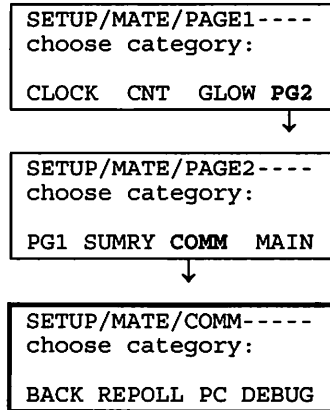 SETUP/MATE/PAGE1----
choose category:
CLOCK CNT GLOW PG2
SETUP/MATE/PAGE2----
choose category:
PG1 SUMRY COMM MAIN
SETUP/MATE/COMM-----
choose category:
BACK REPOLL PC DEBUG